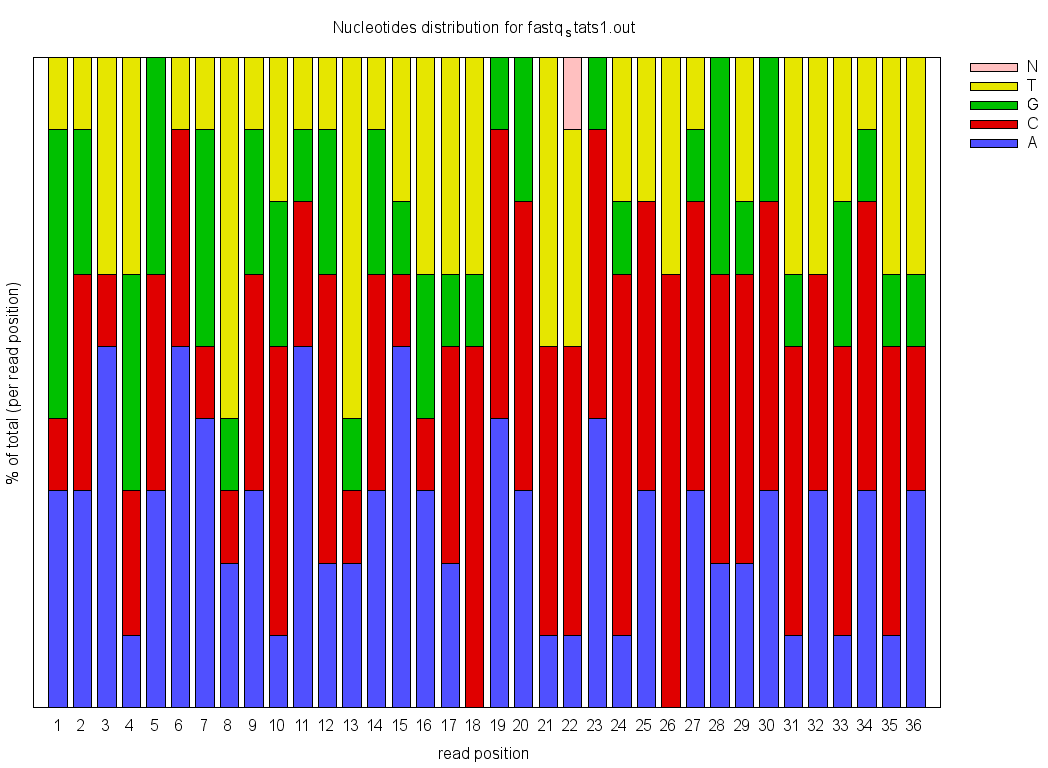 Nucleotides distribution for fastqstats1.out
N
T
G
C
A
% of total (per read position)
1 2 3 4 5 6 7 8 9 10 11 12 13 14 15 16 17 18 19 20 21 22 23 24 25 26 27 28 29 30 31 32 33 34 35 36
read position